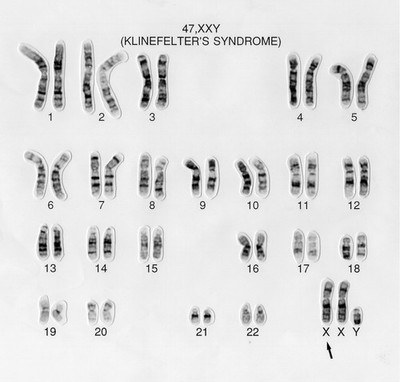 47,XXY
(KLINEFELTER'S SYNDROME)
1 2 3 4 5
6 7 8 9 10 11 12
13 14 15 16 17 18
19 20 21 22 X X Y